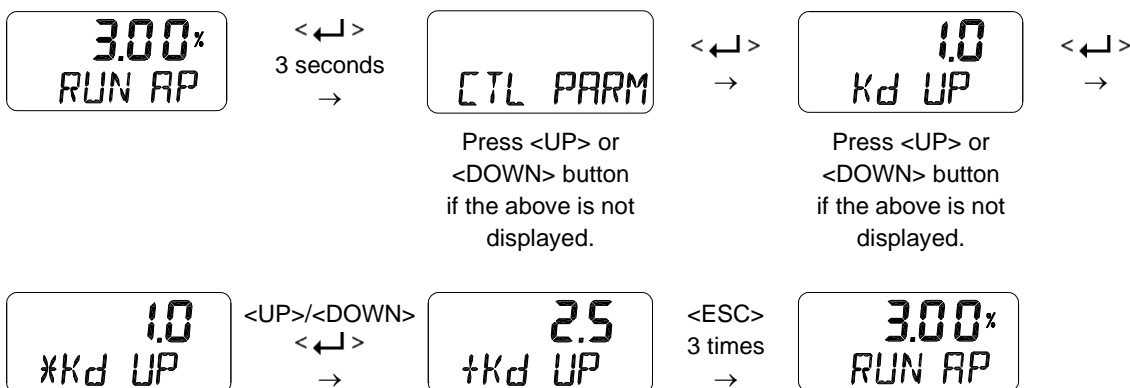 3.00%
RUN AP
< ↵ >
3 seconds
→
CTL PARM
Press <UP> or
<DOWN> button
if the above is not
displayed.
< ↵ >
→
1.0
Kd UP
Press <UP> or
<DOWN> button
if the above is not
displayed.
< ↵ >
→
1.0
*Kd UP
<UP>/<DOWN>
< ↵ >
→
2.5
+Kd UP
<ESC>
3 times
→
3.00%
RUN AP